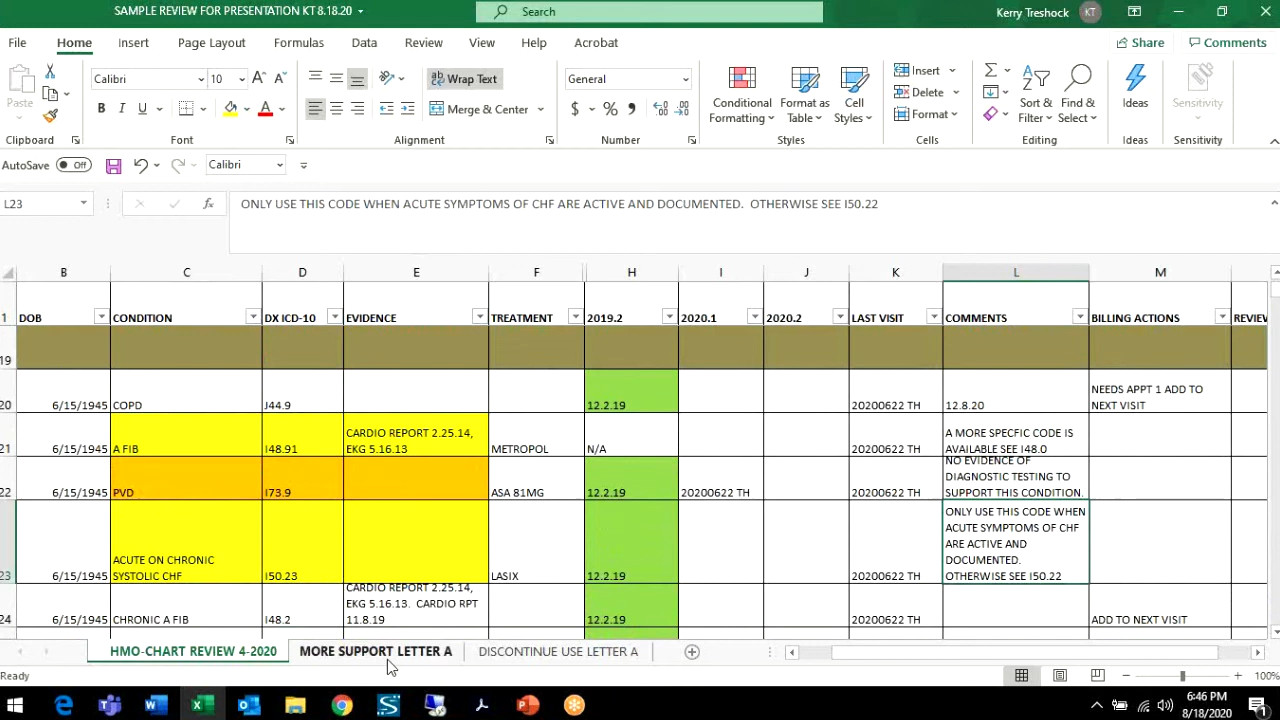 SAMPLE REVIEW FOR PRESENTATION KT 8.18.20
Search
Kerry Treshock KT
File Home Insert Page Layout Formulas Data Review View Help Acrobat Share Comments
Calibri 10
Wrap Text
General
Paste
Merge & Center
Conditional Formatting
Format as Table
Cell Styles
Insert
Delete
Format
Sort & Filter
Find & Select
Ideas
Sensitivity
Clipboard Font Alignment Number Styles Cells Editing Ideas Sensitivity
AutoSave Off Calibri
L23 fx ONLY USE THIS CODE WHEN ACUTE SYMPTOMS OF CHF ARE ACTIVE AND DOCUMENTED. OTHERWISE SEE I50.22
B C D E F H I J K L M
1 DOB CONDITION DX ICD-10 EVIDENCE TREATMENT 2019.2 2020.1 2020.2 LAST VISIT COMMENTS BILLING ACTIONS REVIEW
19
20 6/15/1945 COPD J44.9 12.2.19 20200622 TH 12.8.20 NEEDS APPT 1 ADD TO
NEXT VISIT
21 6/15/1945 A FIB I48.91 CARDIO REPORT 2.25.14,
EKG 5.16.13 METROPOL N/A 20200622 TH A MORE SPECFIC CODE IS
AVAILABLE SEE I48.0
22 6/15/1945 PVD I73.9 ASA 81MG 12.2.19 20200622 TH 20200622 TH NO EVIDENCE OF
DIAGNOSTIC TESTING TO
SUPPORT THIS CONDITION.
23 6/15/1945 ACUTE ON CHRONIC
SYSTOLIC CHF I50.23 LASIX 12.2.19 20200622 TH ONLY USE THIS CODE WHEN
ACUTE SYMPTOMS OF CHF
ARE ACTIVE AND
DOCUMENTED.
OTHERWISE SEE I50.22
24 6/15/1945 CHRONIC A FIB I48.2 CARDIO REPORT 2.25.14,
EKG 5.16.13. CARDIO RPT
11.8.19 12.2.19 20200622 TH ADD TO NEXT VISIT
HMO-CHART REVIEW 4-2020 MORE SUPPORT LETTER A DISCONTINUE USE LETTER A
Ready 100%
6:46 PM
8/18/2020